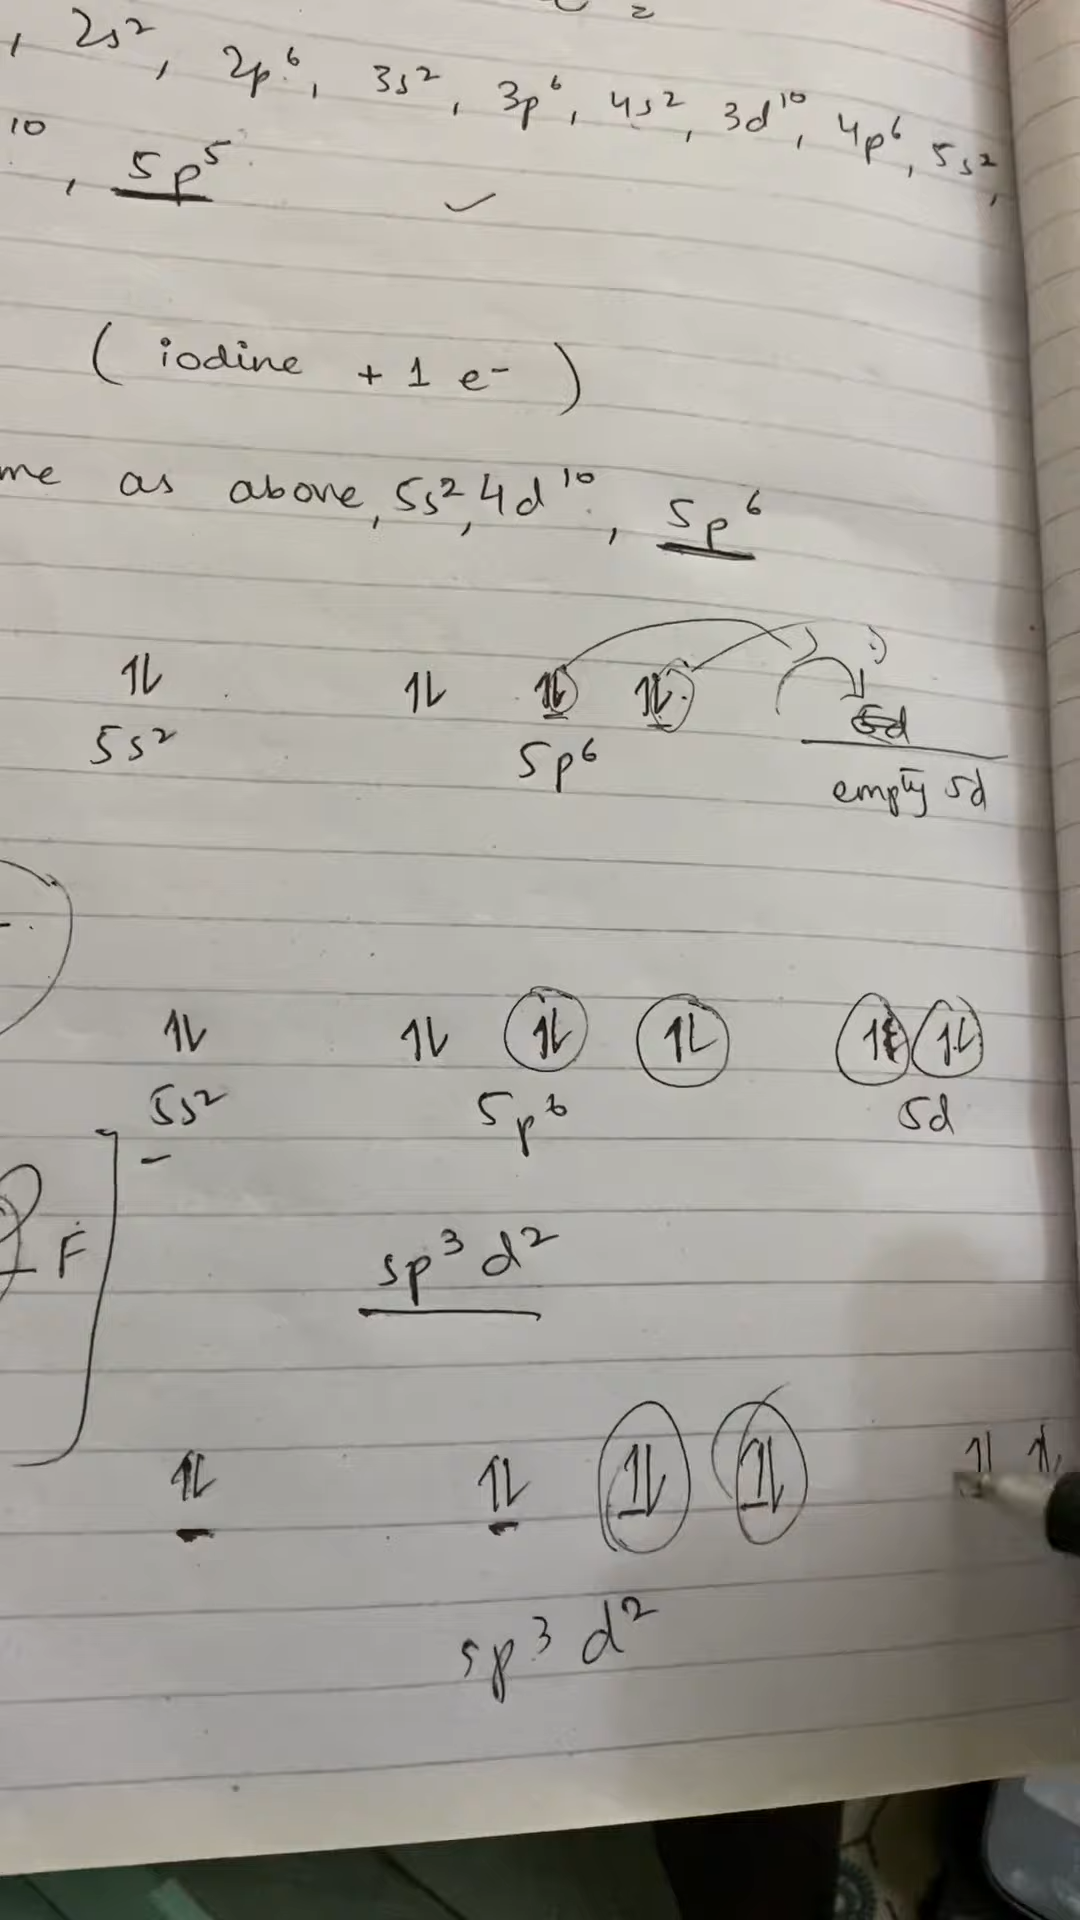 , 2s², 2p⁶, 3s², 3p⁶, 4s², 3d¹⁰, 4p⁶, 5s²,
10, 5p⁵ ✓
( iodine + 1 e⁻ )
me as above, 5s², 4d¹⁰, 5p⁶
⥮ ⥮ ⥮ ⥮
5s² 5p⁶ empty 5d
⥮ ⥮ ⥮ ⥮ ⥮ ⥮
5s² 5p⁶ 5d
F ] −
sp³d²
⥮ ⥮ ⥮ ⥮ ⥮ ⥮
sp³d²